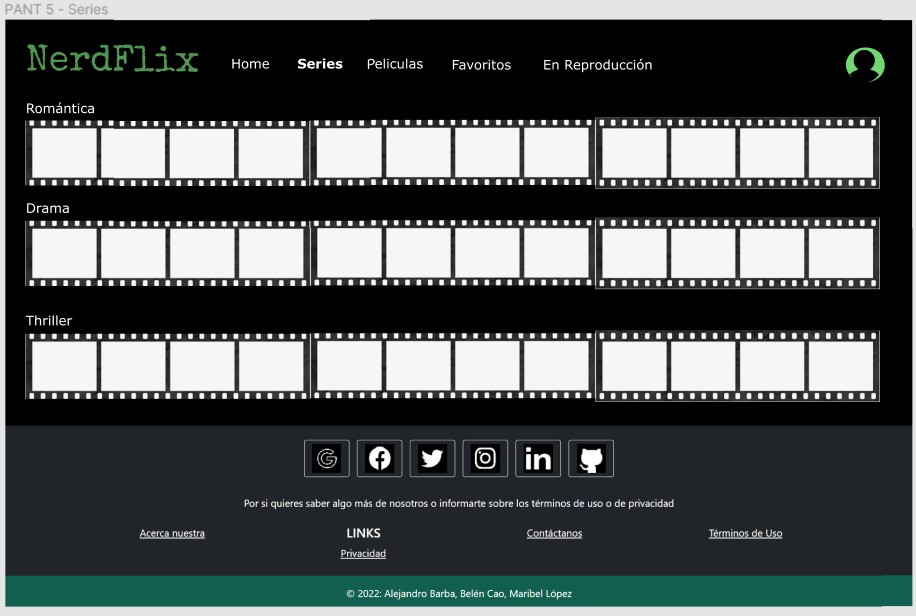 PANT 5 - Series
NerdFlix
Home Series Peliculas Favoritos En Reproducción
Romántica
Drama
Thriller
Por si quieres saber algo más de nosotros o informarte sobre los términos de uso o de privacidad
Acerca nuestra LINKS Contáctanos Términos de Uso
Privacidad
© 2022: Alejandro Barba, Belén Cao, Maribel López